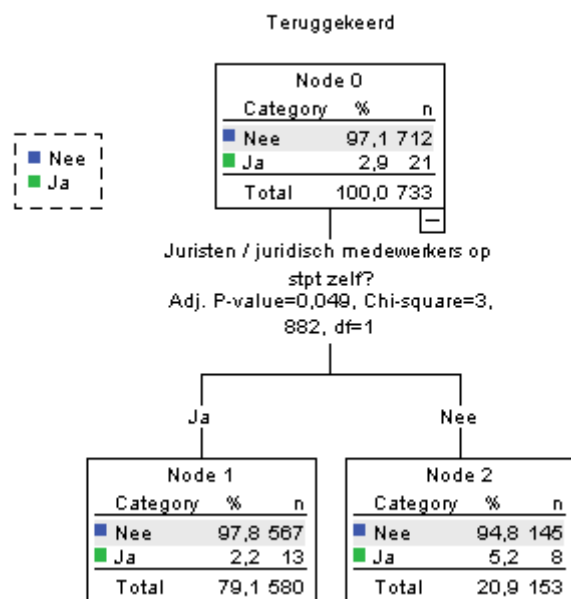 Teruggekeerd
Node 0
Category % n
Nee 97,1 712
Ja 2,9 21
Total 100,0 733
Nee
Ja
Juristen / juridisch medewerkers op
stpt zelf?
Adj. P-value=0,049, Chi-square=3,
882, df=1
Ja
Nee
Node 1
Category % n
Nee 97,8 567
Ja 2,2 13
Total 79,1 580
Node 2
Category % n
Nee 94,8 145
Ja 5,2 8
Total 20,9 153